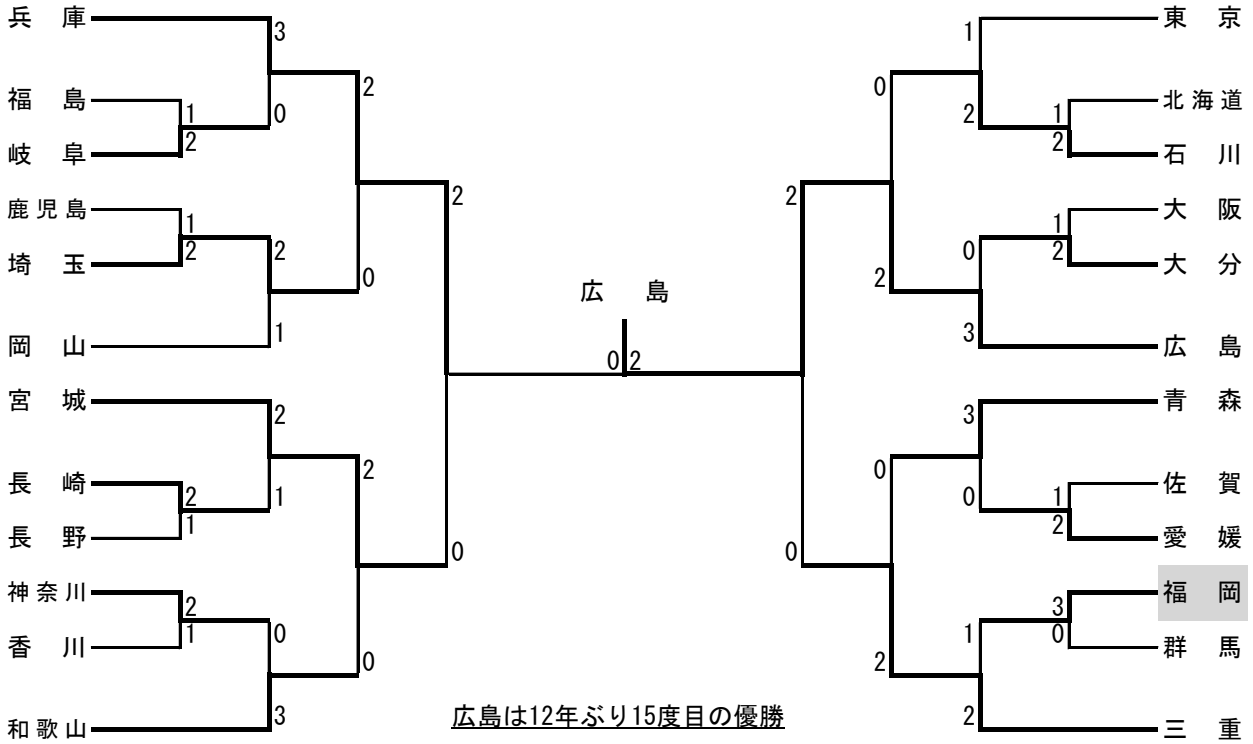 兵庫
3
福島
1
0
2
2
岐阜
鹿児島
1
2
2
埼玉
2
0
1
岡山
宮城
2
長崎
2
1
2
1
長野
0
神奈川
2
1
0
香川
0
3
和歌山
広島
0 2
東京
1
0
北海道
2
1
2
石川
2
大阪
1
0
2
大分
2
3
広島
青森
3
0
佐賀
0
1
2
愛媛
0
福岡
3
1
0
群馬
2
2
三重
広島は12年ぶり15度目の優勝